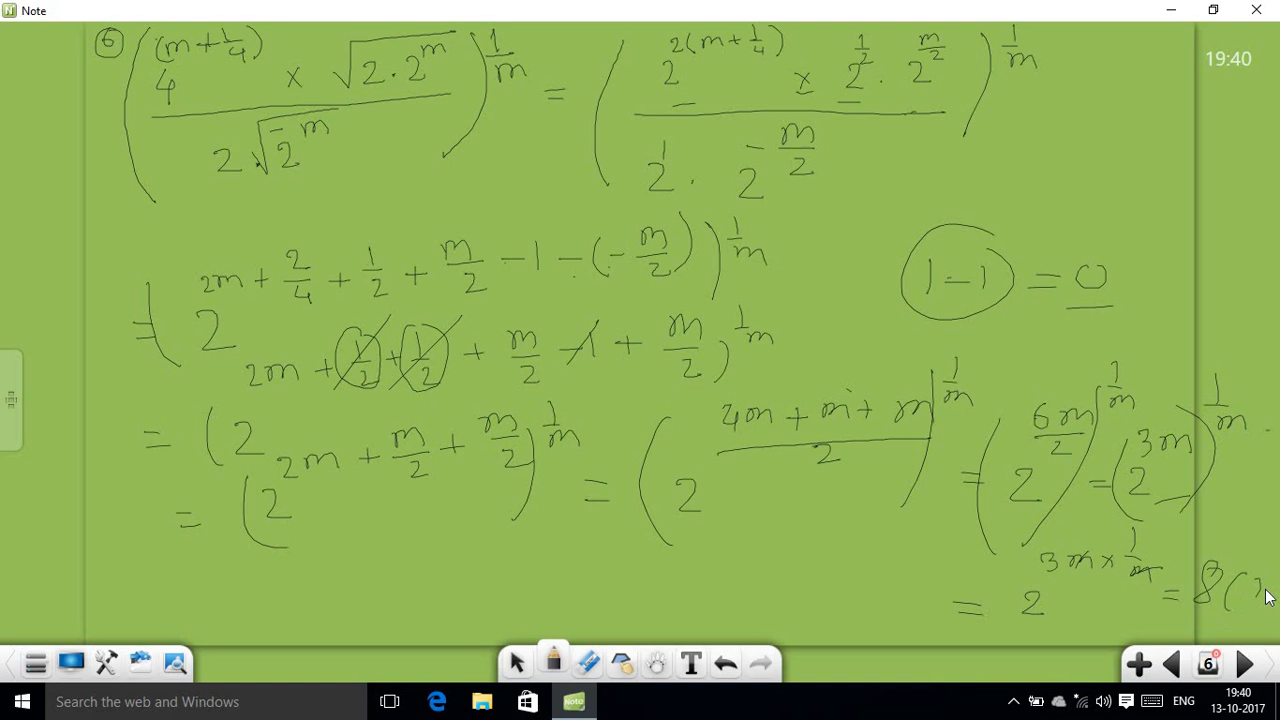 Note
19:40
⑥ (4^(m+1/4) × √(2·2^m) / 2√(2^-m))^(1/m) = (2^(2(m+1/4)) × 2^(1/2) · 2^(m/2) / 2^1 · 2^(-m/2))^(1/m)
= (2^(2m + 2/4 + 1/2 + m/2 - 1 - (-m/2)))^(1/m)
1 - 1 = 0
= (2^(2m + 1/2 + 1/2 + m/2 - 1 + m/2))^(1/m)
= (2^(2m + m/2 + m/2))^(1/m) = (2^((4m + m + m)/2))^(1/m) = (2^(6m/2))^(1/m) = (2^(3m))^(1/m)
= 2^(3m × 1/m) = 8(
6
Search the web and Windows
ENG
19:40
13-10-2017